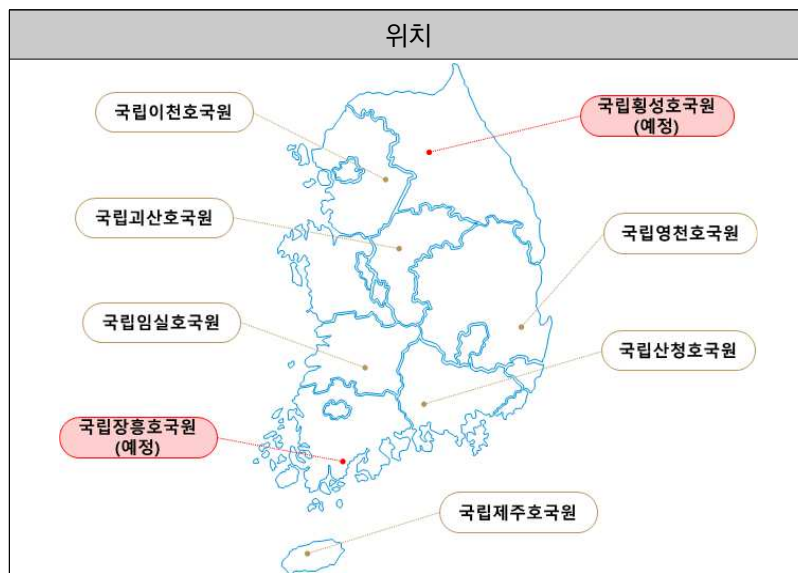 위치
국립이천호국원
국립횡성호국원
(예정)
국립괴산호국원
국립영천호국원
국립임실호국원
국립산청호국원
국립장흥호국원
(예정)
국립제주호국원